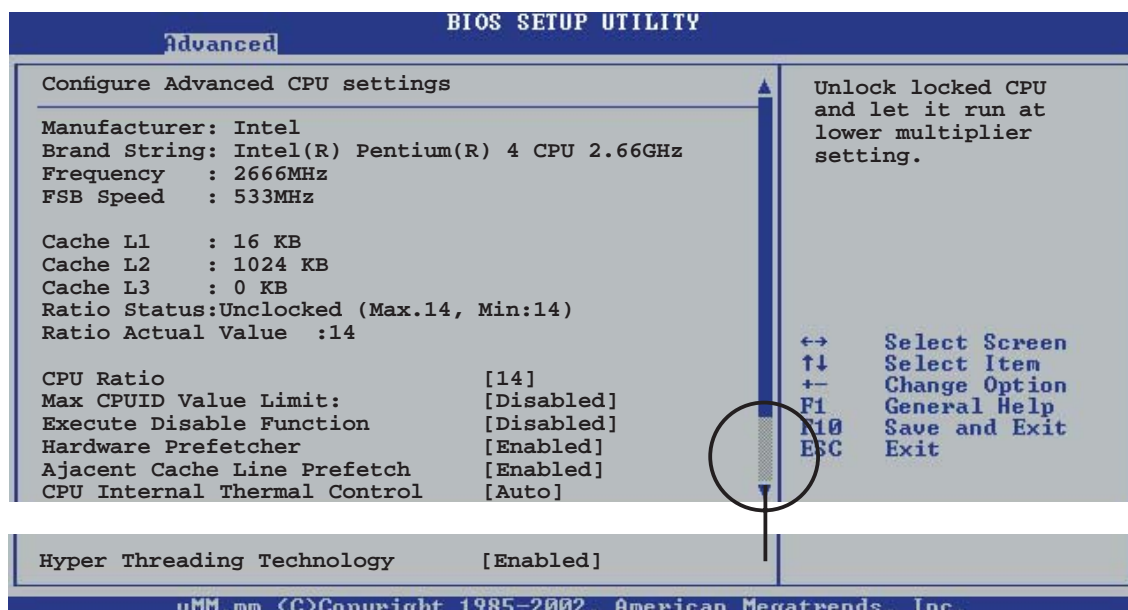 BIOS SETUP UTILITY
Advanced
Configure Advanced CPU settings
Manufacturer: Intel
Brand String: Intel(R) Pentium(R) 4 CPU 2.66GHz
Frequency : 2666MHz
FSB Speed : 533MHz
Cache L1 : 16 KB
Cache L2 : 1024 KB
Cache L3 : 0 KB
Ratio Status:Unclocked (Max.14, Min:14)
Ratio Actual Value :14
CPU Ratio [14]
Max CPUID Value Limit: [Disabled]
Execute Disable Function [Disabled]
Hardware Prefetcher [Enabled]
Ajacent Cache Line Prefetch [Enabled]
CPU Internal Thermal Control [Auto]
Hyper Threading Technology [Enabled]
Unlock locked CPU
and let it run at
lower multiplier
setting.
←→ Select Screen
↑↓ Select Item
+- Change Option
F1 General Help
F10 Save and Exit
ESC Exit
(C)Copyright 1985-2002, American Megatrends, Inc.